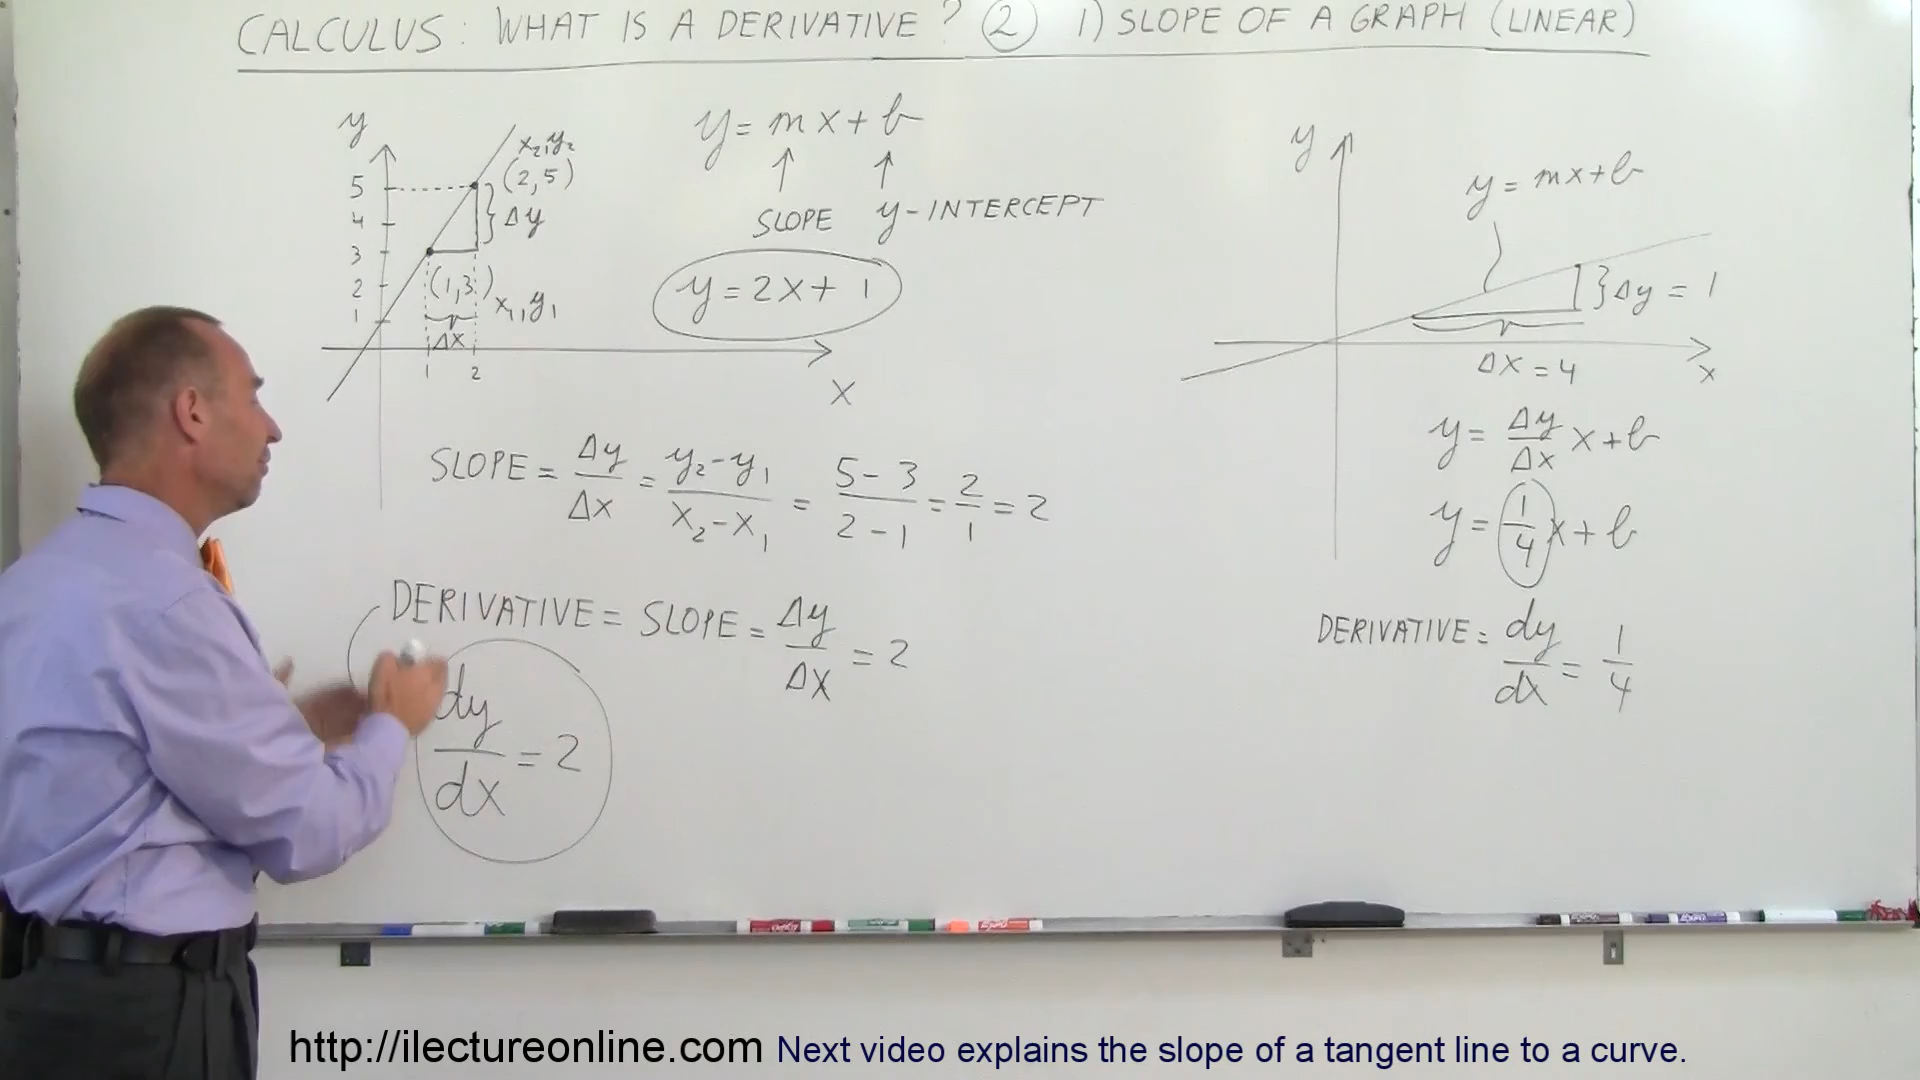 CALCULUS: WHAT IS A DERIVATIVE? ② 1) SLOPE OF A GRAPH (LINEAR)
y
x₂,y₂
(2,5)
5
4
3
2
1
} Δy
(1,3)
x₁,y₁
Δx
1 2
x
y = mx + b
↑ ↑
SLOPE y-INTERCEPT
y = 2x + 1
SLOPE = Δy/Δx = (y₂-y₁)/(x₂-x₁) = (5-3)/(2-1) = 2/1 = 2
DERIVATIVE = SLOPE = Δy/Δx = 2
dy/dx = 2
y
y = mx+b
} Δy = 1
Δx = 4
x
y = Δy/Δx x+b
y = 1/4 x + b
DERIVATIVE = dy/dx = 1/4
http://ilectureonline.com Next video explains the slope of a tangent line to a curve.